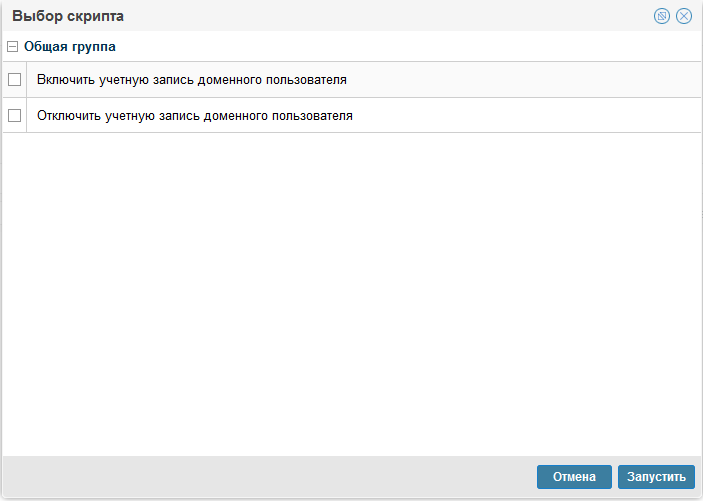 Выбор скрипта
Общая группа
Включить учетную запись доменного пользователя
Отключить учетную запись доменного пользователя
Отмена
Запустить